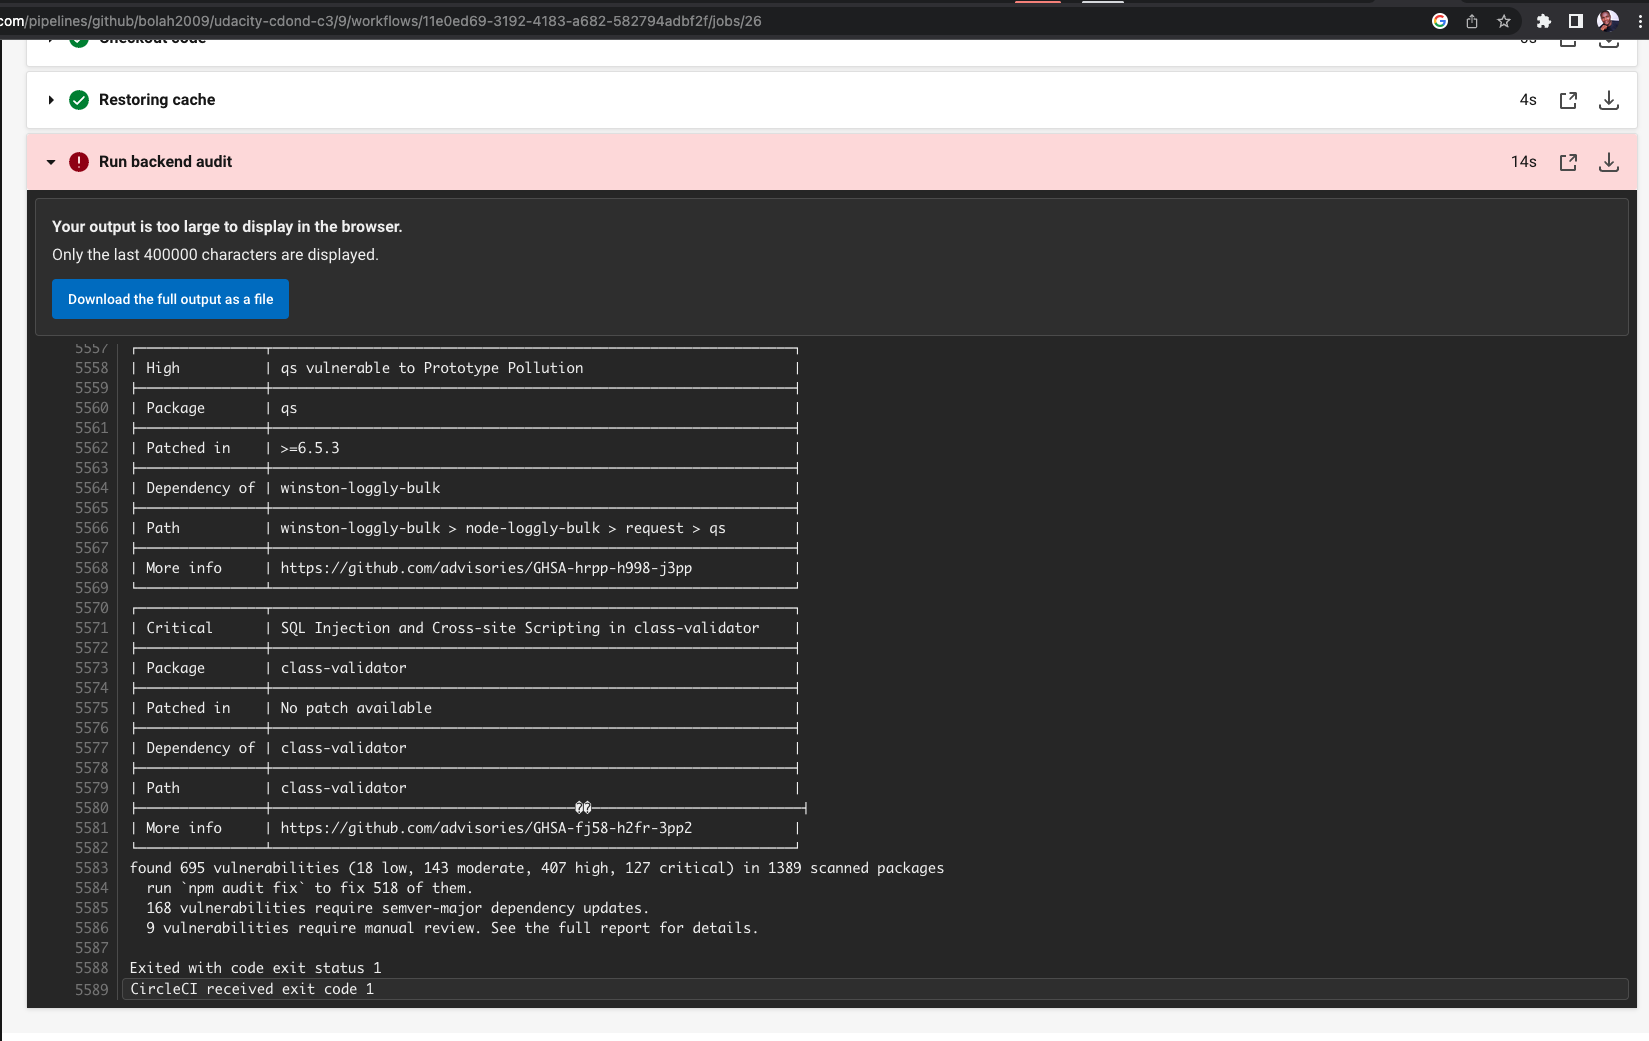 com/pipelines/github/bolah2009/udacity-cdond-c3/9/workflows/11e0ed69-3192-4183-a682-582794adbf2f/jobs/26
Checkout code
Restoring cache 4s
Run backend audit 14s
Your output is too large to display in the browser.
Only the last 400000 characters are displayed.
Download the full output as a file
5557
5558 | High | qs vulnerable to Prototype Pollution |
5559
5560 | Package | qs |
5561
5562 | Patched in | >=6.5.3 |
5563
5564 | Dependency of | winston-loggly-bulk |
5565
5566 | Path | winston-loggly-bulk > node-loggly-bulk > request > qs |
5567
5568 | More info | https://github.com/advisories/GHSA-hrpp-h998-j3pp |
5569
5570
5571 | Critical | SQL Injection and Cross-site Scripting in class-validator |
5572
5573 | Package | class-validator |
5574
5575 | Patched in | No patch available |
5576
5577 | Dependency of | class-validator |
5578
5579 | Path | class-validator |
5580 ��
5581 | More info | https://github.com/advisories/GHSA-fj58-h2fr-3pp2 |
5582
5583 found 695 vulnerabilities (18 low, 143 moderate, 407 high, 127 critical) in 1389 scanned packages
5584 run `npm audit fix` to fix 518 of them.
5585 168 vulnerabilities require semver-major dependency updates.
5586 9 vulnerabilities require manual review. See the full report for details.
5587
5588 Exited with code exit status 1
5589 CircleCI received exit code 1